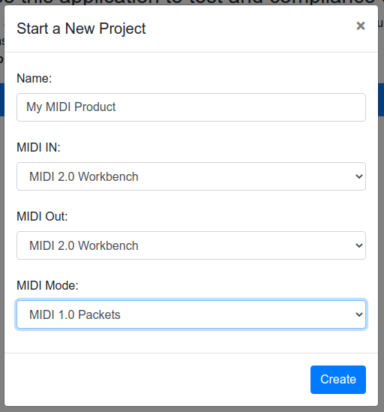 s this application to test and compliance
Start a New Project
×
Name:
My MIDI Product
MIDI IN:
MIDI 2.0 Workbench
MIDI Out:
MIDI 2.0 Workbench
MIDI Mode:
MIDI 1.0 Packets
Create